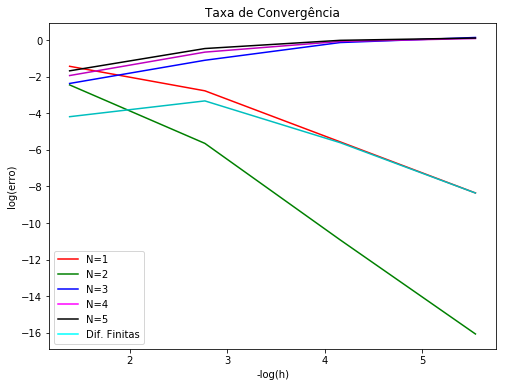 Taxa de Convergência
log(erro)
0
−2
−4
−6
−8
−10
−12
−14
−16
N=1
N=2
N=3
N=4
N=5
Dif. Finitas
2
3
4
5
-log(h)